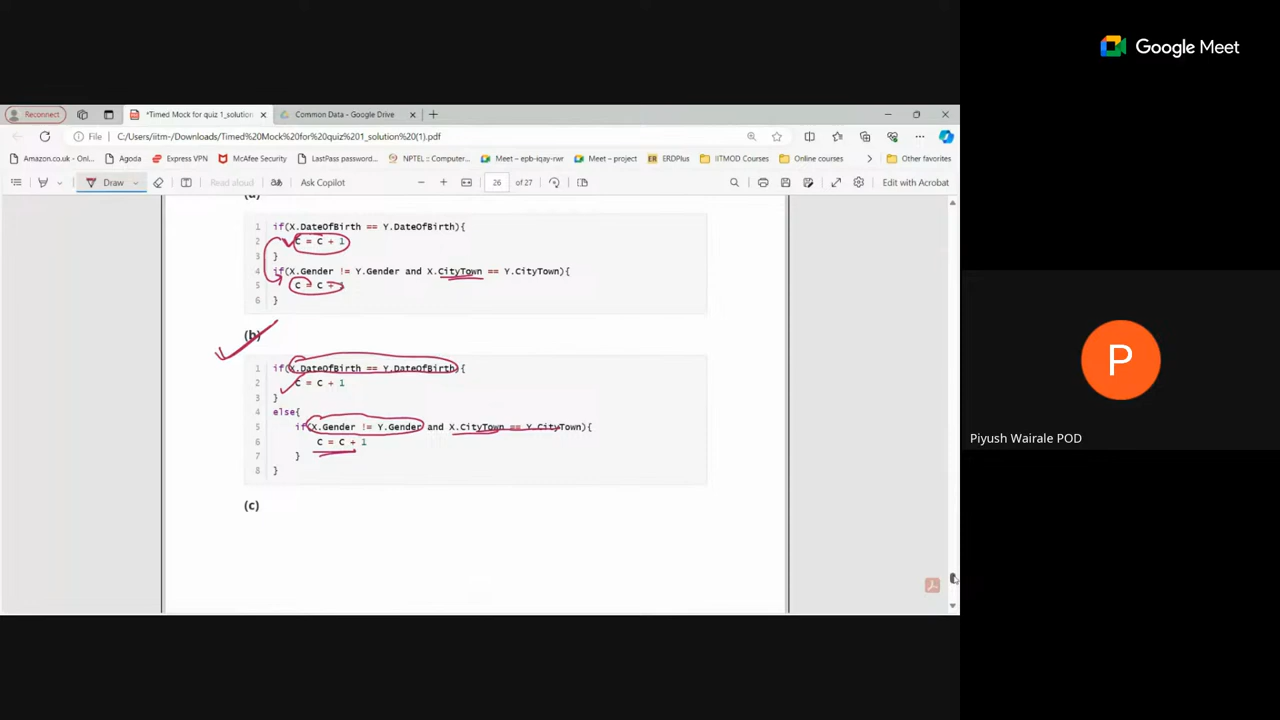 Google Meet
Reconnect
*Timed Mock for quiz 1_solution
Common Data - Google Drive
File
C:/Users/iitm-/Downloads/Timed%20Mock%20for%20quiz%201_solution%20(1).pdf
Amazon.co.uk - Onl...
Agoda
Express VPN
McAfee Security
LastPass password...
NPTEL :: Computer...
Meet – epb-iqay-rwe
Meet – project
ERDPlus
IITMOD Courses
Online courses
Other favorites
Draw
Read aloud
Ask Copilot
26
of 27
Edit with Acrobat
(a)
1 if(X.DateOfBirth == Y.DateOfBirth){
2 C = C + 1
3 }
4 if(X.Gender != Y.Gender and X.CityTown == Y.CityTown){
5 C = C + 1
6 }
(b)
1 if(X.DateOfBirth == Y.DateOfBirth){
2 C = C + 1
3 }
4 else{
5 if(X.Gender != Y.Gender and X.CityTown == Y.CityTown){
6 C = C + 1
7 }
8 }
(c)
P
Piyush Wairale POD